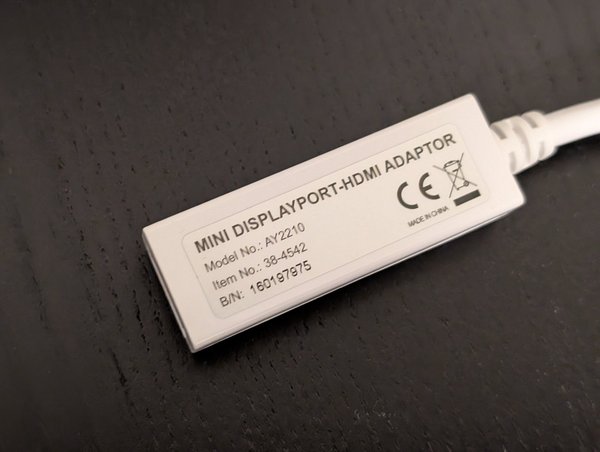 MINI DISPLAYPORT-HDMI ADAPTOR
Model No.: AY2210
Item No.: 38-4542
B/N: 160197975
CE
MADE IN CHINA